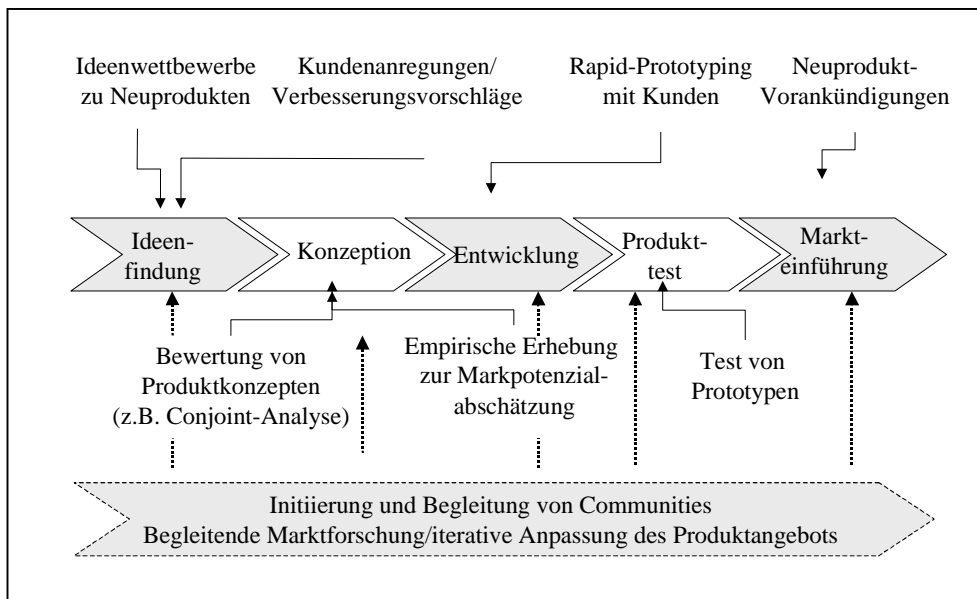 Ideenwettbewerbe
zu Neuprodukten
Kundenanregungen/
Verbesserungsvorschläge
Rapid-Prototyping
mit Kunden
Neuprodukt-
Vorankündigungen
Ideen-
findung
Konzeption
Entwicklung
Produkt-
test
Markt-
einführung
Bewertung von
Produktkonzepten
(z.B. Conjoint-Analyse)
Empirische Erhebung
zur Markpotenzial-
abschätzung
Test von
Prototypen
Initiierung und Begleitung von Communities
Begleitende Marktforschung/iterative Anpassung des Produktangebots